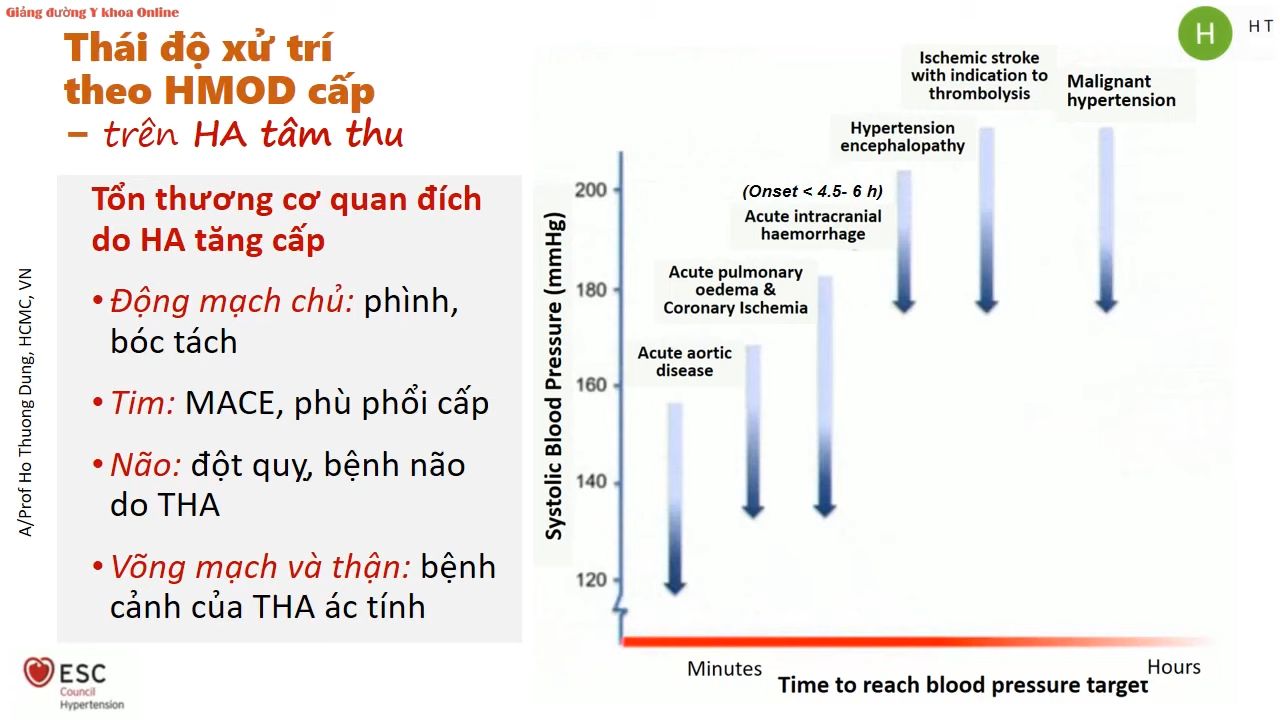 Giảng đường Y khoa Online
Thái độ xử trí
theo HMOD cấp
– trên HA tâm thu
H
H T
Tổn thương cơ quan đích
do HA tăng cấp
• Động mạch chủ: phình,
bóc tách
• Tim: MACE, phù phổi cấp
• Não: đột quỵ, bệnh não
do THA
• Võng mạch và thận: bệnh
cảnh của THA ác tính
A/Prof Ho Thuong Dung, HCMC, VN
ESC
Council
Hypertension
Systolic Blood Pressure (mmHg)
200
180
160
140
120
Acute aortic
disease
Acute pulmonary
oedema &
Coronary Ischemia
(Onset < 4.5- 6 h)
Acute intracranial
haemorrhage
Hypertension
encephalopathy
Ischemic stroke
with indication to
thrombolysis
Malignant
hypertension
Minutes
Hours
Time to reach blood pressure target